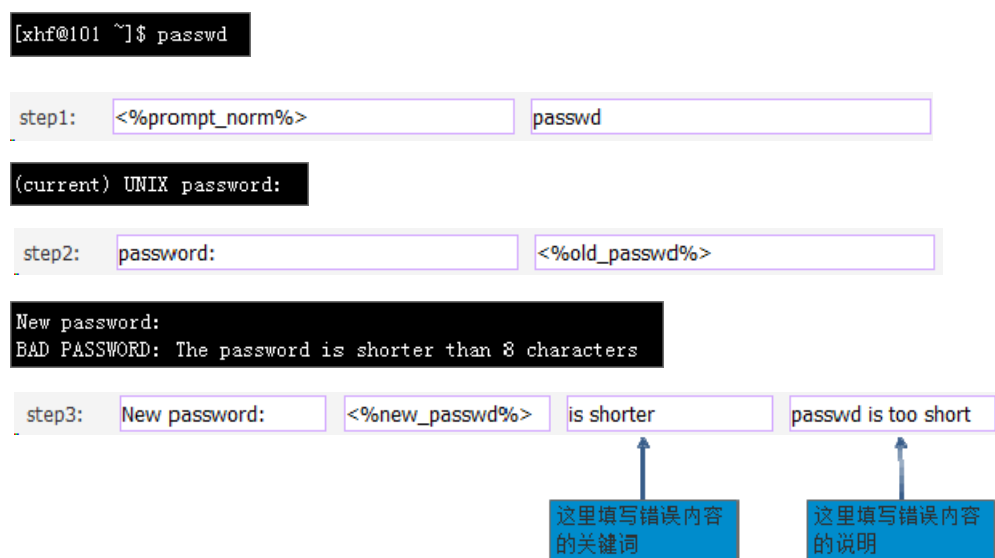 [xhf@101 ~]$ passwd
step1: <%prompt_norm%> passwd
(current) UNIX password:
step2: password: <%old_passwd%>
New password:
BAD PASSWORD: The password is shorter than 8 characters
step3: New password: <%new_passwd%> is shorter passwd is too short
这里填写错误内容 这里填写错误内容
的关健词 的说明